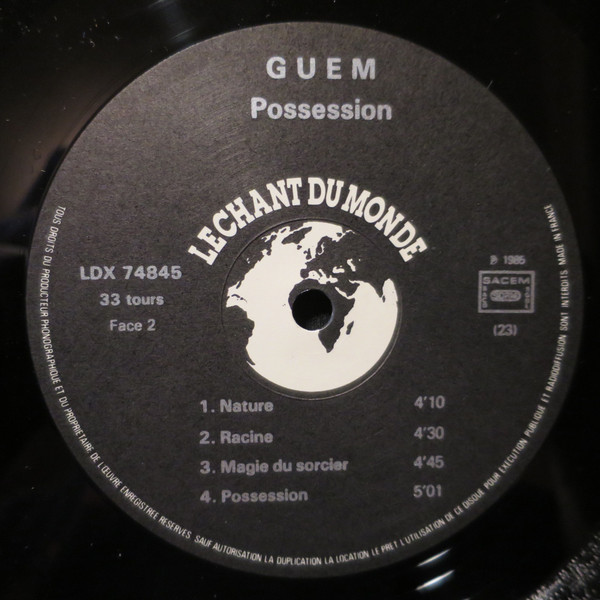 GUEM
Possession
LE CHANT DU MONDE
LDX 74845
33 tours
Face 2
℗ 1985
SACEM
(23)
1. Nature 4'10
2. Racine 4'30
3. Magie du sorcier 4'45
4. Possession 5'01
TOUS DROITS DU PRODUCTEUR PHONOGRAPHIQUE ET DU PROPRIETAIRE DE L'ŒUVRE ENREGISTREE RESERVES SAUF AUTORISATION LA DUPLICATION LA LOCATION LE PRET L'UTILISATION DE CE DISQUE POUR EXECUTION PUBLIQUE ET RADIODIFFUSION SONT INTERDITS. MADE IN FRANCE